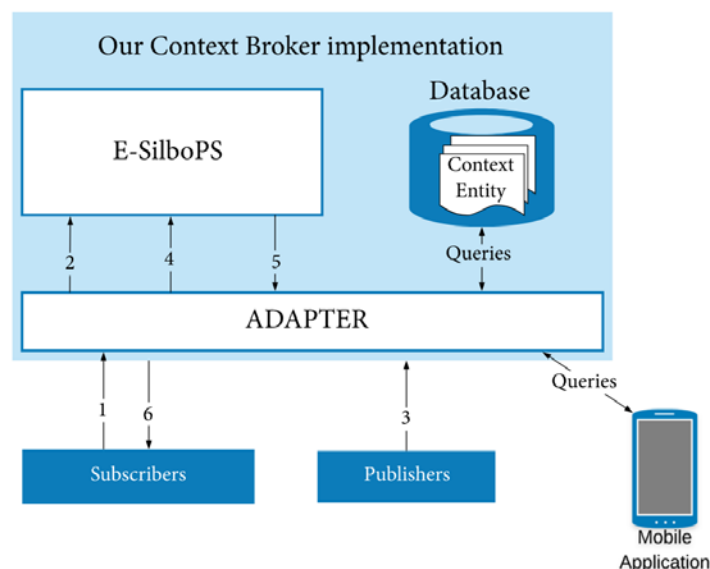 Our Context Broker implementation
E-SilboPS
Database
Context
Entity
2
4
5
Queries
ADAPTER
1
6
3
Queries
Subscribers
Publishers
Mobile
Application